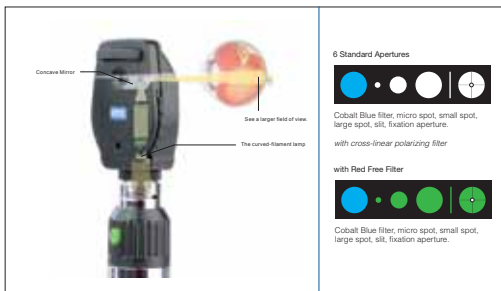 Concave Mirror
See a larger field of view.
The curved-filament lamp
6 Standard Apertures
Cobalt Blue filter, micro spot, small spot,
large spot, slit, fixation aperture.
with cross-linear polarizing filter
with Red Free Filter
Cobalt Blue filter, micro spot, small spot,
large spot, slit, fixation aperture.